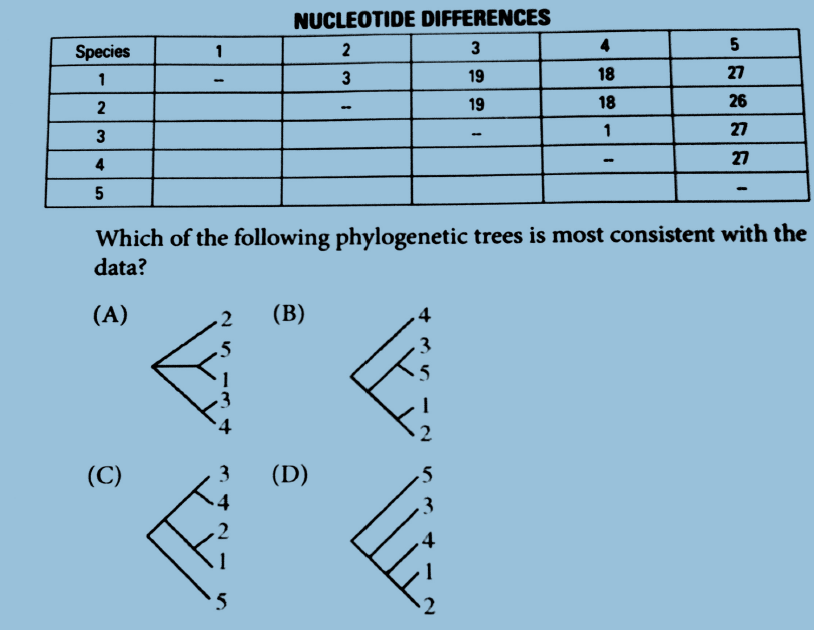 NUCLEOTIDE DIFFERENCES
Species 1 2 3 4 5
1 -- 3 19 18 27
2 -- 19 18 26
3 -- 1 27
4 -- 27
5 --
Which of the following phylogenetic trees is most consistent with the
data?
(A) 2 5 1 3 4
(B) 4 3 5 1 2
(C) 3 4 2 1 5
(D) 5 3 4 1 2